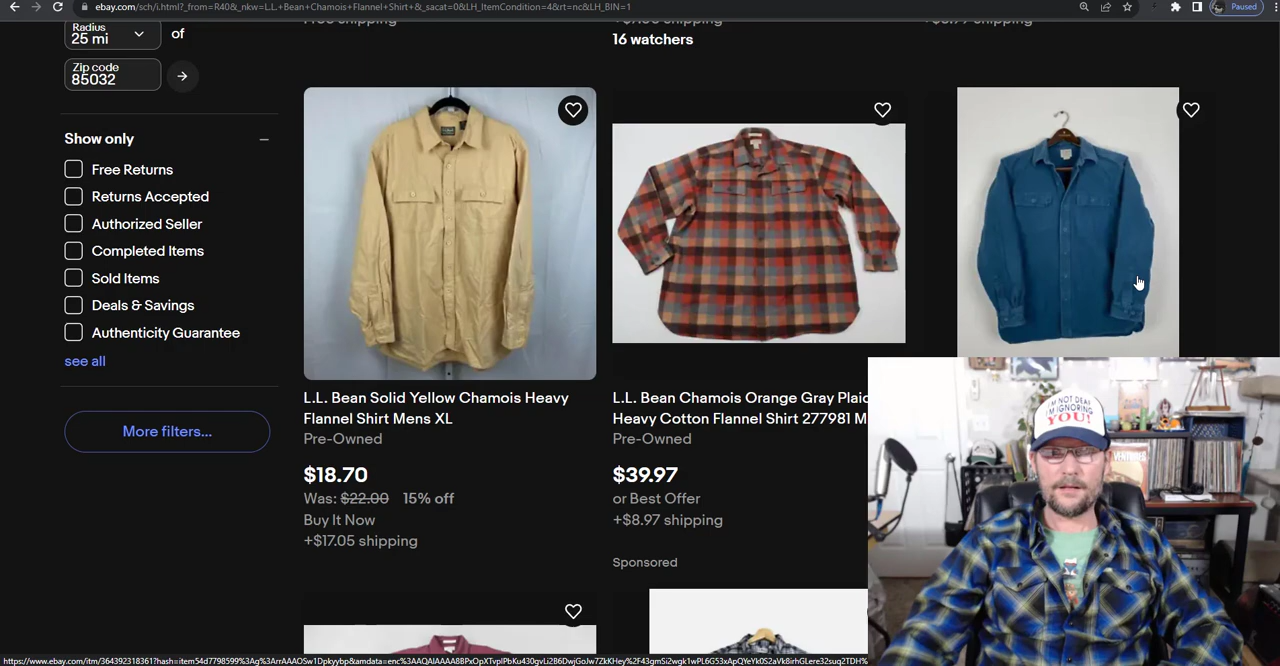 ebay.com/sch/i.html?_from=R40&_nkw=L.L.+Bean+Chamois+Flannel+Shirt+&_sacat=0&LH_ItemCondition=4&rt=nc&LH_BIN=1
Paused
Radius
25 mi
of
16 watchers
Zip code
85032
Show only
Free Returns
Returns Accepted
Authorized Seller
Completed Items
Sold Items
Deals & Savings
Authenticity Guarantee
see all
More filters...
L.L. Bean Solid Yellow Chamois Heavy
Flannel Shirt Mens XL
Pre-Owned
$18.70
Was: $22.00 15% off
Buy It Now
+$17.05 shipping
L.L. Bean Chamois Orange Gray Plaid
Heavy Cotton Flannel Shirt 277981 M
Pre-Owned
$39.97
or Best Offer
+$8.97 shipping
Sponsored
I'M NOT DEAF
I'M IGNORING
YOU!